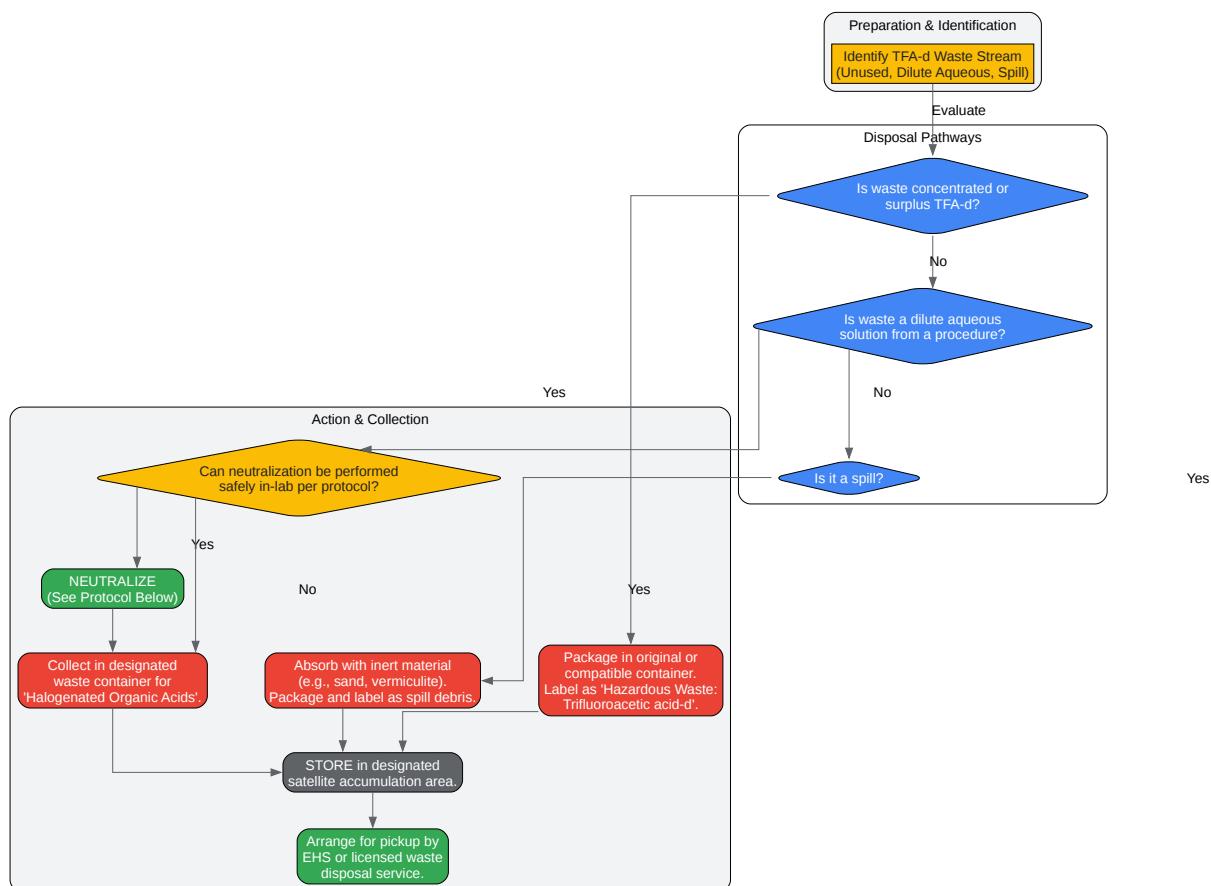 Preparation & Identification
Identify TFA-d Waste Stream
(Unused, Dilute Aqueous, Spill)
Evaluate
Disposal Pathways
Is waste concentrated or
surplus TFA-d?
No
Is waste a dilute aqueous
solution from a procedure?
Yes
No
Action & Collection
Can neutralization be performed
safely in-lab per protocol?
Is it a spill?
Yes
Yes
NEUTRALIZE
(See Protocol Below)
No
Yes
Collect in designated
waste container for
'Halogenated Organic Acids'.
Absorb with inert material
(e.g., sand, vermiculite).
Package and label as spill debris.
Package in original or
compatible container.
Label as 'Hazardous Waste:
Trifluoroacetic acid-d'.
STORE in designated
satellite accumulation area.
Arrange for pickup by
EHS or licensed waste
disposal service.